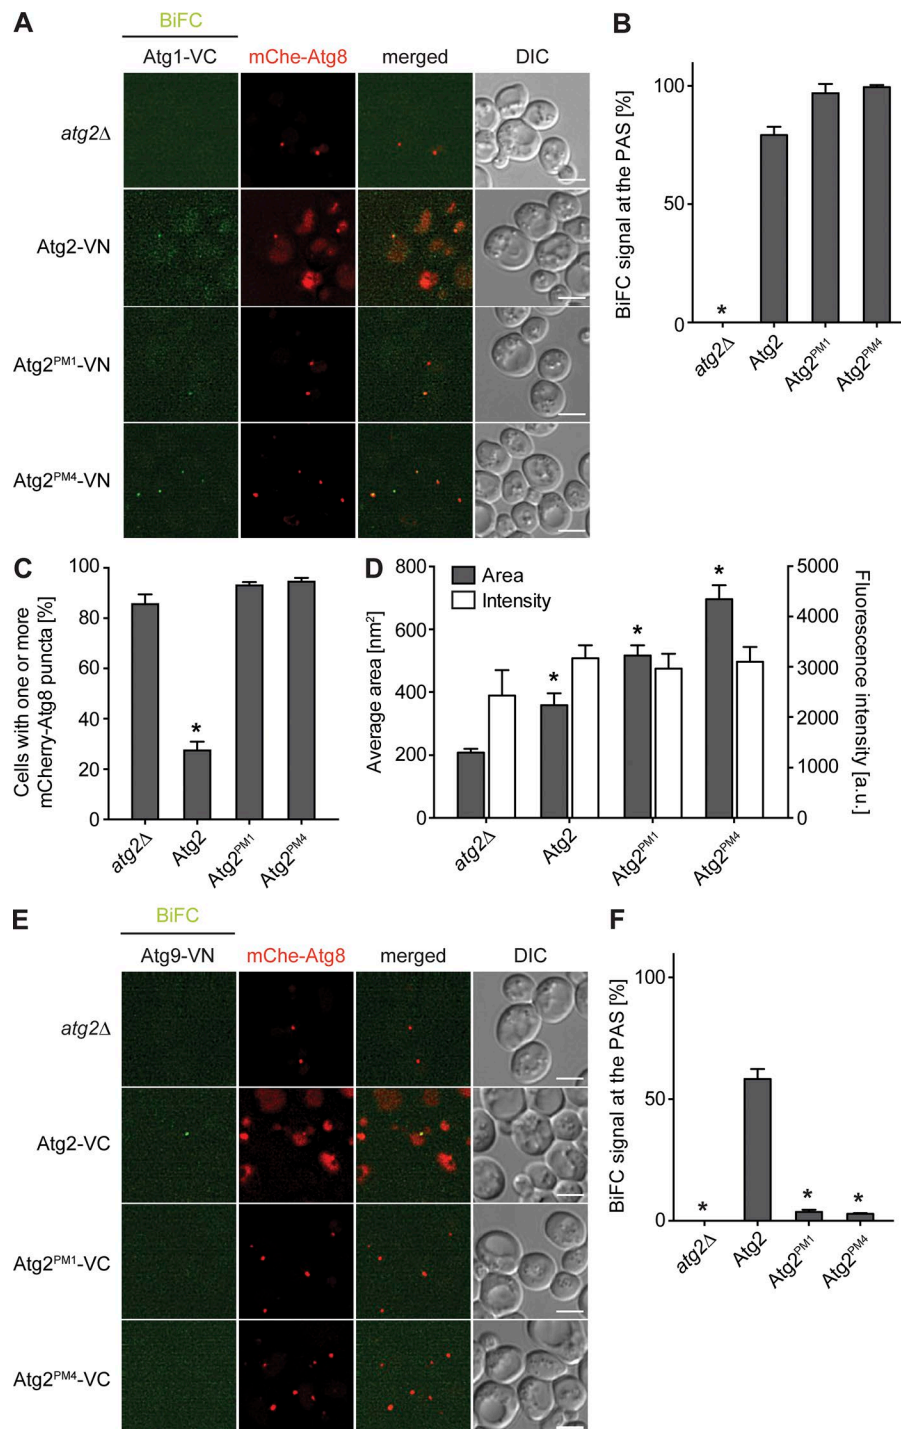 A
BiFC
Atg1-VC mChe-Atg8 merged DIC
atg2Δ
Atg2-VN
Atg2PM1-VN
Atg2PM4-VN
B
BiFC signal at the PAS [%]
100
50
0
*
atg2Δ Atg2 Atg2PM1 Atg2PM4
C
Cells with one or more
mCherry-Atg8 puncta [%]
100
80
60
40
20
0
*
atg2Δ Atg2 Atg2PM1 Atg2PM4
D
Area
Intensity
Average area [nm2]
800
600
400
200
0
* * *
Fluorescence intensity [a.u.]
5000
4000
3000
2000
1000
0
atg2Δ Atg2 Atg2PM1 Atg2PM4
E
BiFC
Atg9-VN mChe-Atg8 merged DIC
atg2Δ
Atg2-VC
Atg2PM1-VC
Atg2PM4-VC
F
BiFC signal at the PAS [%]
100
50
0
* * *
atg2Δ Atg2 Atg2PM1 Atg2PM4